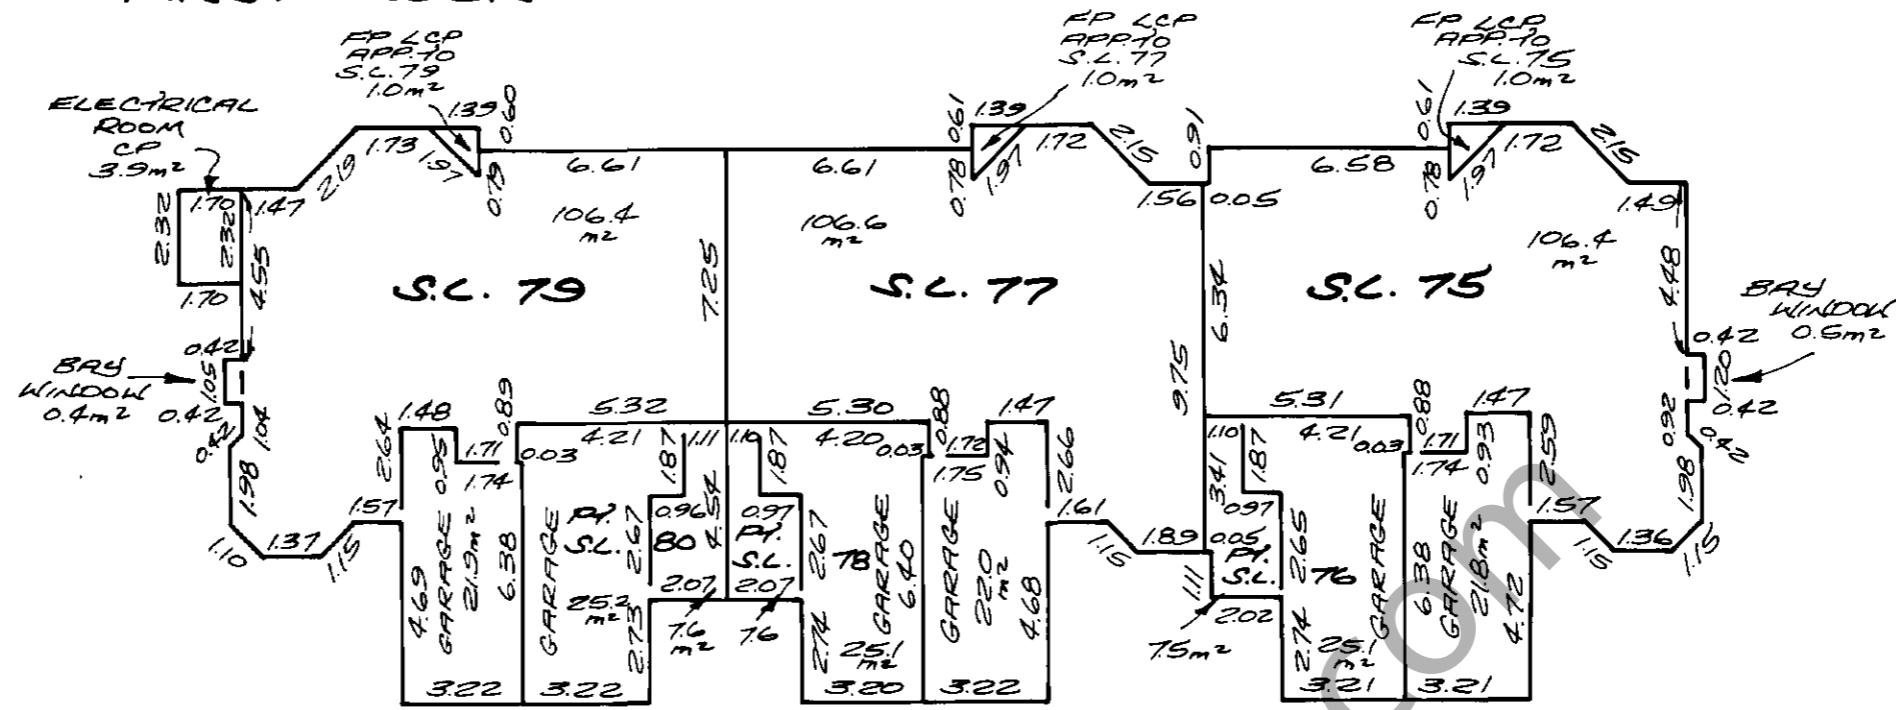 FP LCP
APP. TO
S.L. 79
1.0m²
FP LCP
APP. TO
S.L. 77
1.0m²
FP LCP
APP. TO
S.L. 75
1.0m²
ELECTRICAL
ROOM
CP
3.9m²
1.39
0.60
0.61
1.39
0.91
0.61
1.39
1.73
1.97
2.19
6.61
6.61
1.72
1.97
2.15
6.58
1.72
1.97
2.15
0.79
0.78
0.78
1.70
1.47
2.32
2.32
1.56
0.05
1.49
106.4
m²
106.6
m²
106.4
m²
4.55
1.70
S.L. 79
7.25
S.L. 77
6.34
S.L. 75
4.48
BAY
WINDOW
0.5m²
BAY
WINDOW
0.4m²
0.42
1.05
0.42
1.04
0.42
9.75
0.42
1.20
0.42
0.92
0.42
1.48
0.89
5.32
5.30
0.88
1.47
5.31
0.88
1.47
2.64
0.95
1.71
1.74
0.03
4.21
1.87
1.11
1.10
1.87
4.20
0.03
1.72
1.75
0.94
2.66
1.10
1.87
4.21
0.03
1.71
1.74
0.93
2.59
1.98
1.10
1.37
1.15
1.57
4.69
GARAGE
21.9m²
6.38
GARAGE
Pt.
S.L. 80
25.2
m²
2.67
0.96
4.54
2.07
2.73
7.6
m²
Pt.
S.L. 78
0.97
2.67
2.07
7.6
2.74
GARAGE
6.40
25.1
m²
GARAGE
22.0
m²
4.68
1.61
1.15
1.89
3.41
0.05
1.11
0.97
Pt.
S.L. 76
2.65
2.02
7.5m²
2.74
GARAGE
25.1
m²
6.38
GARAGE
21.8m²
4.72
1.57
1.15
1.36
1.15
1.98
3.22
3.22
3.20
3.22
3.21
3.21
com